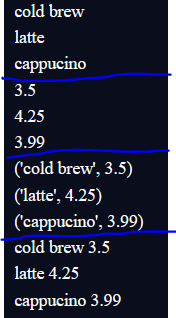 cold brew
latte
cappucino
3.5
4.25
3.99
('cold brew', 3.5)
('latte', 4.25)
('cappucino', 3.99)
cold brew 3.5
latte 4.25
cappucino 3.99